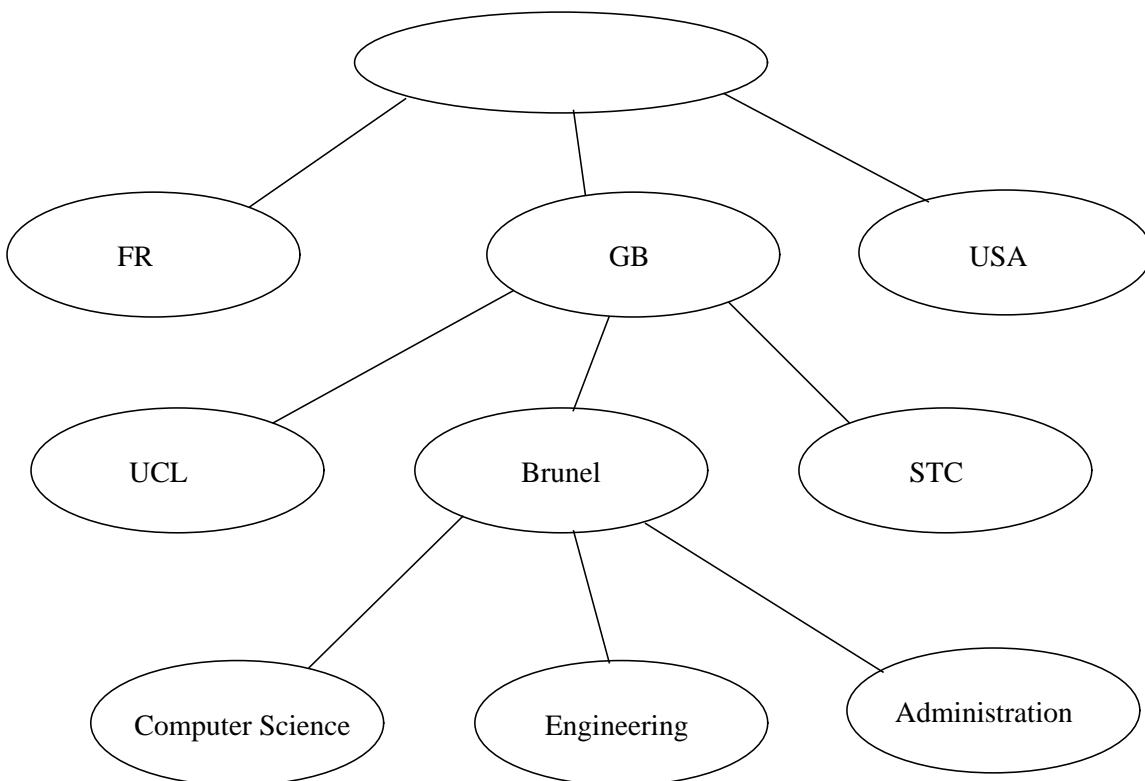 FR
GB
USA
UCL
Brunel
STC
Computer Science
Engineering
Administration